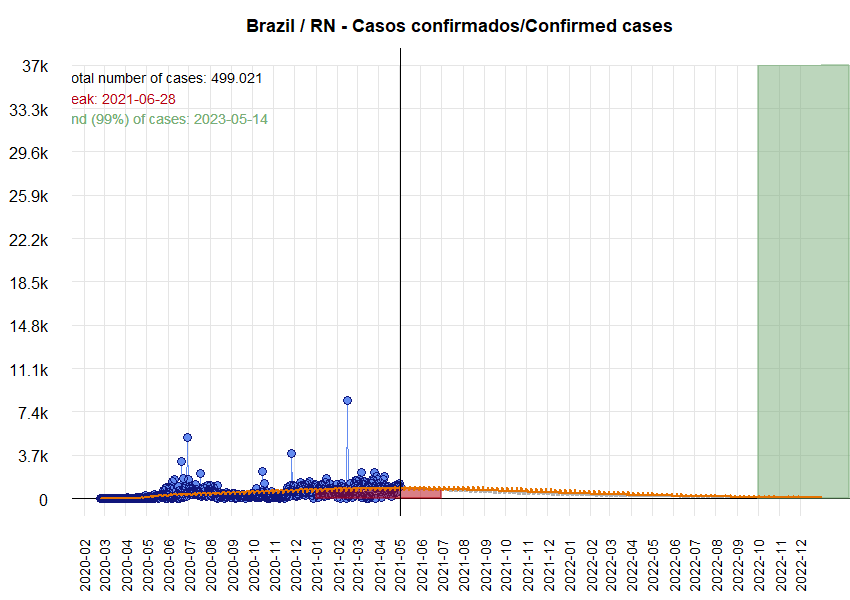 Brazil / RN - Casos confirmados/Confirmed cases
otal number of cases: 499.021
eak: 2021-06-28
nd (99%) of cases: 2023-05-14
37k
33.3k
29.6k
25.9k
22.2k
18.5k
14.8k
11.1k
7.4k
3.7k
0
2020-02
2020-03
2020-04
2020-05
2020-06
2020-07
2020-08
2020-09
2020-10
2020-11
2020-12
2021-01
2021-02
2021-03
2021-04
2021-05
2021-06
2021-07
2021-08
2021-09
2021-10
2021-11
2021-12
2022-01
2022-02
2022-03
2022-04
2022-05
2022-06
2022-07
2022-08
2022-09
2022-10
2022-11
2022-12